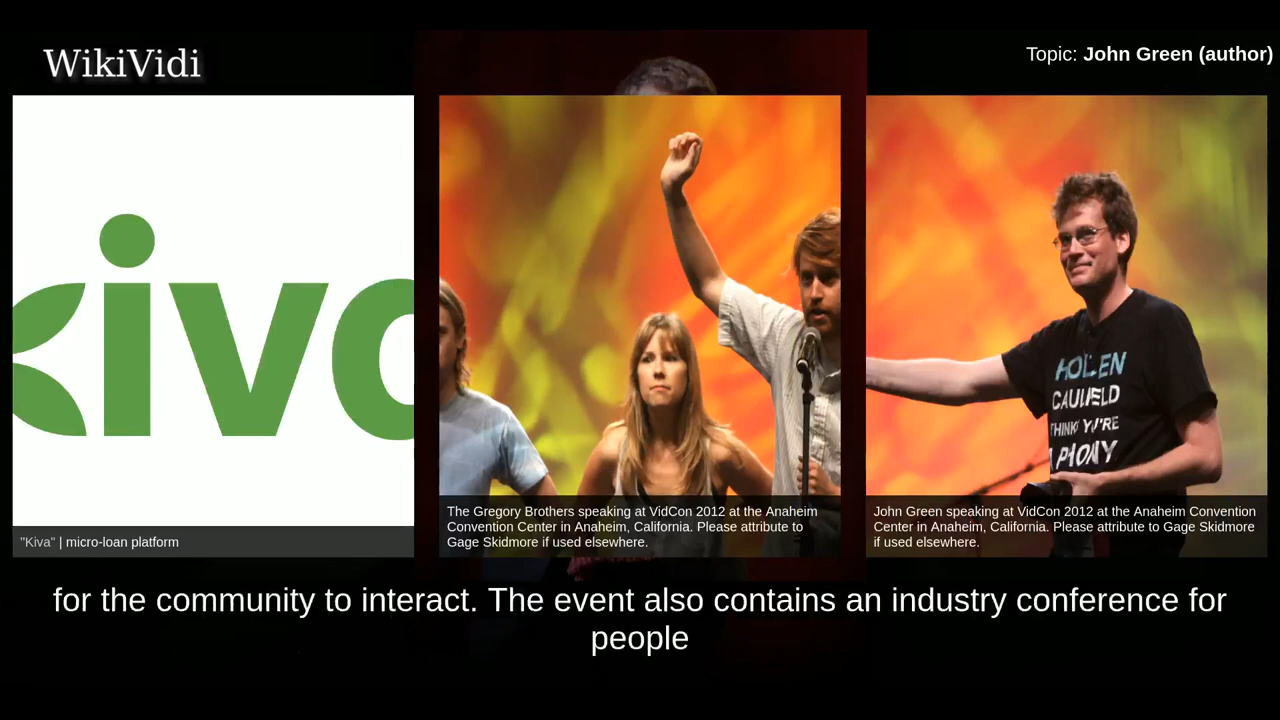 WikiVidi
Topic: John Green (author)
kiva
HOLDEN
CAULFIELD
THINKS YOU'RE
A PHONY
"Kiva" | micro-loan platform
The Gregory Brothers speaking at VidCon 2012 at the Anaheim
Convention Center in Anaheim, California. Please attribute to
Gage Skidmore if used elsewhere.
John Green speaking at VidCon 2012 at the Anaheim Convention
Center in Anaheim, California. Please attribute to Gage Skidmore
if used elsewhere.
for the community to interact. The event also contains an industry conference for
people